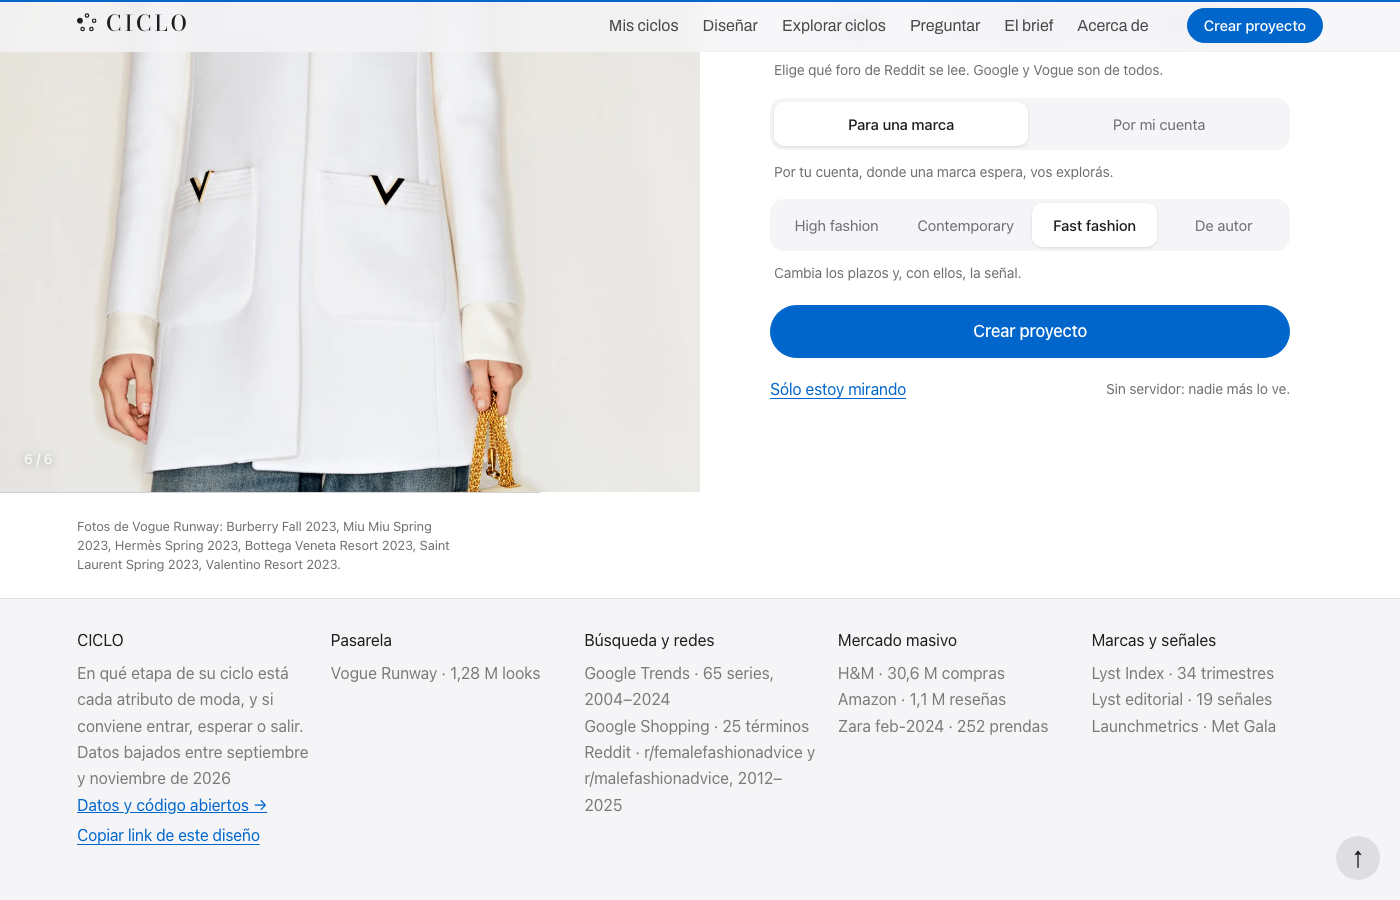 CICLO
Mis ciclos
Diseñar
Explorar ciclos
Preguntar
El brief
Acerca de
Crear proyecto
Elige qué foro de Reddit se lee. Google y Vogue son de todos.
Para una marca
Por mi cuenta
Por tu cuenta, donde una marca espera, vos explorás.
High fashion
Contemporary
Fast fashion
De autor
Cambia los plazos y, con ellos, la señal.
Crear proyecto
Sólo estoy mirando
Sin servidor: nadie más lo ve.
6 / 6
Fotos de Vogue Runway: Burberry Fall 2023, Miu Miu Spring
2023, Hermès Spring 2023, Bottega Veneta Resort 2023, Saint
Laurent Spring 2023, Valentino Resort 2023.
CICLO
En qué etapa de su ciclo está
cada atributo de moda, y si
conviene entrar, esperar o salir.
Datos bajados entre septiembre
y noviembre de 2026
Datos y código abiertos →
Copiar link de este diseño
Pasarela
Vogue Runway · 1,28 M looks
Búsqueda y redes
Google Trends · 65 series,
2004–2024
Google Shopping · 25 términos
Reddit · r/femalefashionadvice y
r/malefashionadvice, 2012–
2025
Mercado masivo
H&M · 30,6 M compras
Amazon · 1,1 M reseñas
Zara feb-2024 · 252 prendas
Marcas y señales
Lyst Index · 34 trimestres
Lyst editorial · 19 señales
Launchmetrics · Met Gala
↑